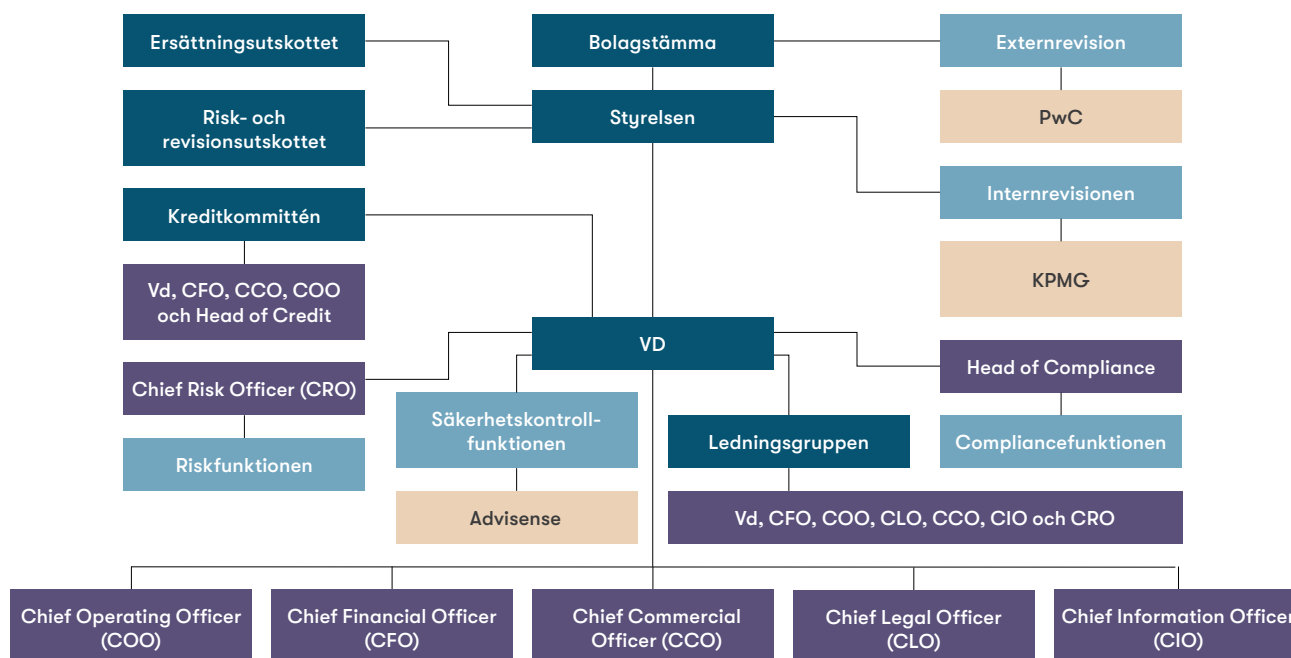 Ersättningsutskottet
Bolagstämma
Externrevision
Risk- och
revisionsutskottet
Styrelsen
PwC
Kreditkommittén
Internrevisionen
Vd, CFO, CCO, COO
och Head of Credit
KPMG
VD
Head of Compliance
Chief Risk Officer (CRO)
Säkerhetskontroll-
funktionen
Ledningsgruppen
Compliancefunktionen
Riskfunktionen
Advisense
Vd, CFO, COO, CLO, CCO, CIO och CRO
Chief Operating Officer
(COO)
Chief Financial Officer
(CFO)
Chief Commercial
Officer (CCO)
Chief Legal Officer
(CLO)
Chief Information Officer
(CIO)